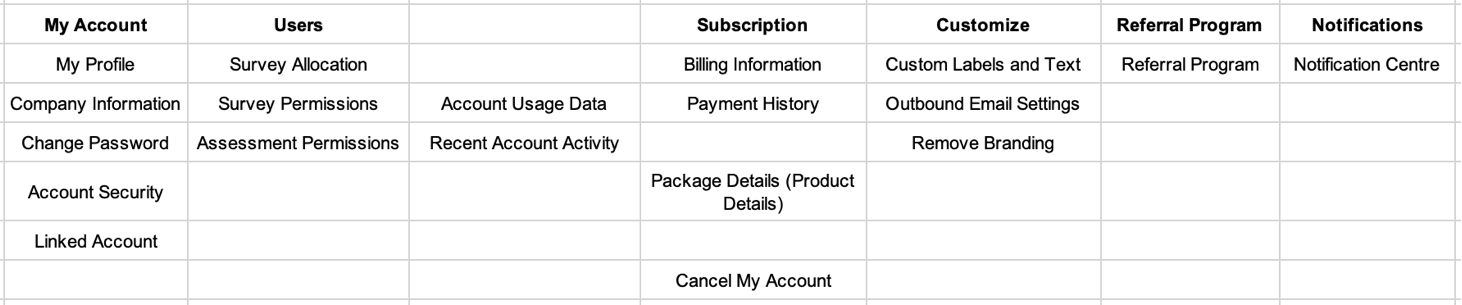 My Account Users Subscription Customize Referral Program Notifications
My Profile Survey Allocation Billing Information Custom Labels and Text Referral Program Notification Centre
Company Information Survey Permissions Account Usage Data Payment History Outbound Email Settings
Change Password Assessment Permissions Recent Account Activity Remove Branding
Account Security Package Details (Product
Details)
Linked Account
Cancel My Account